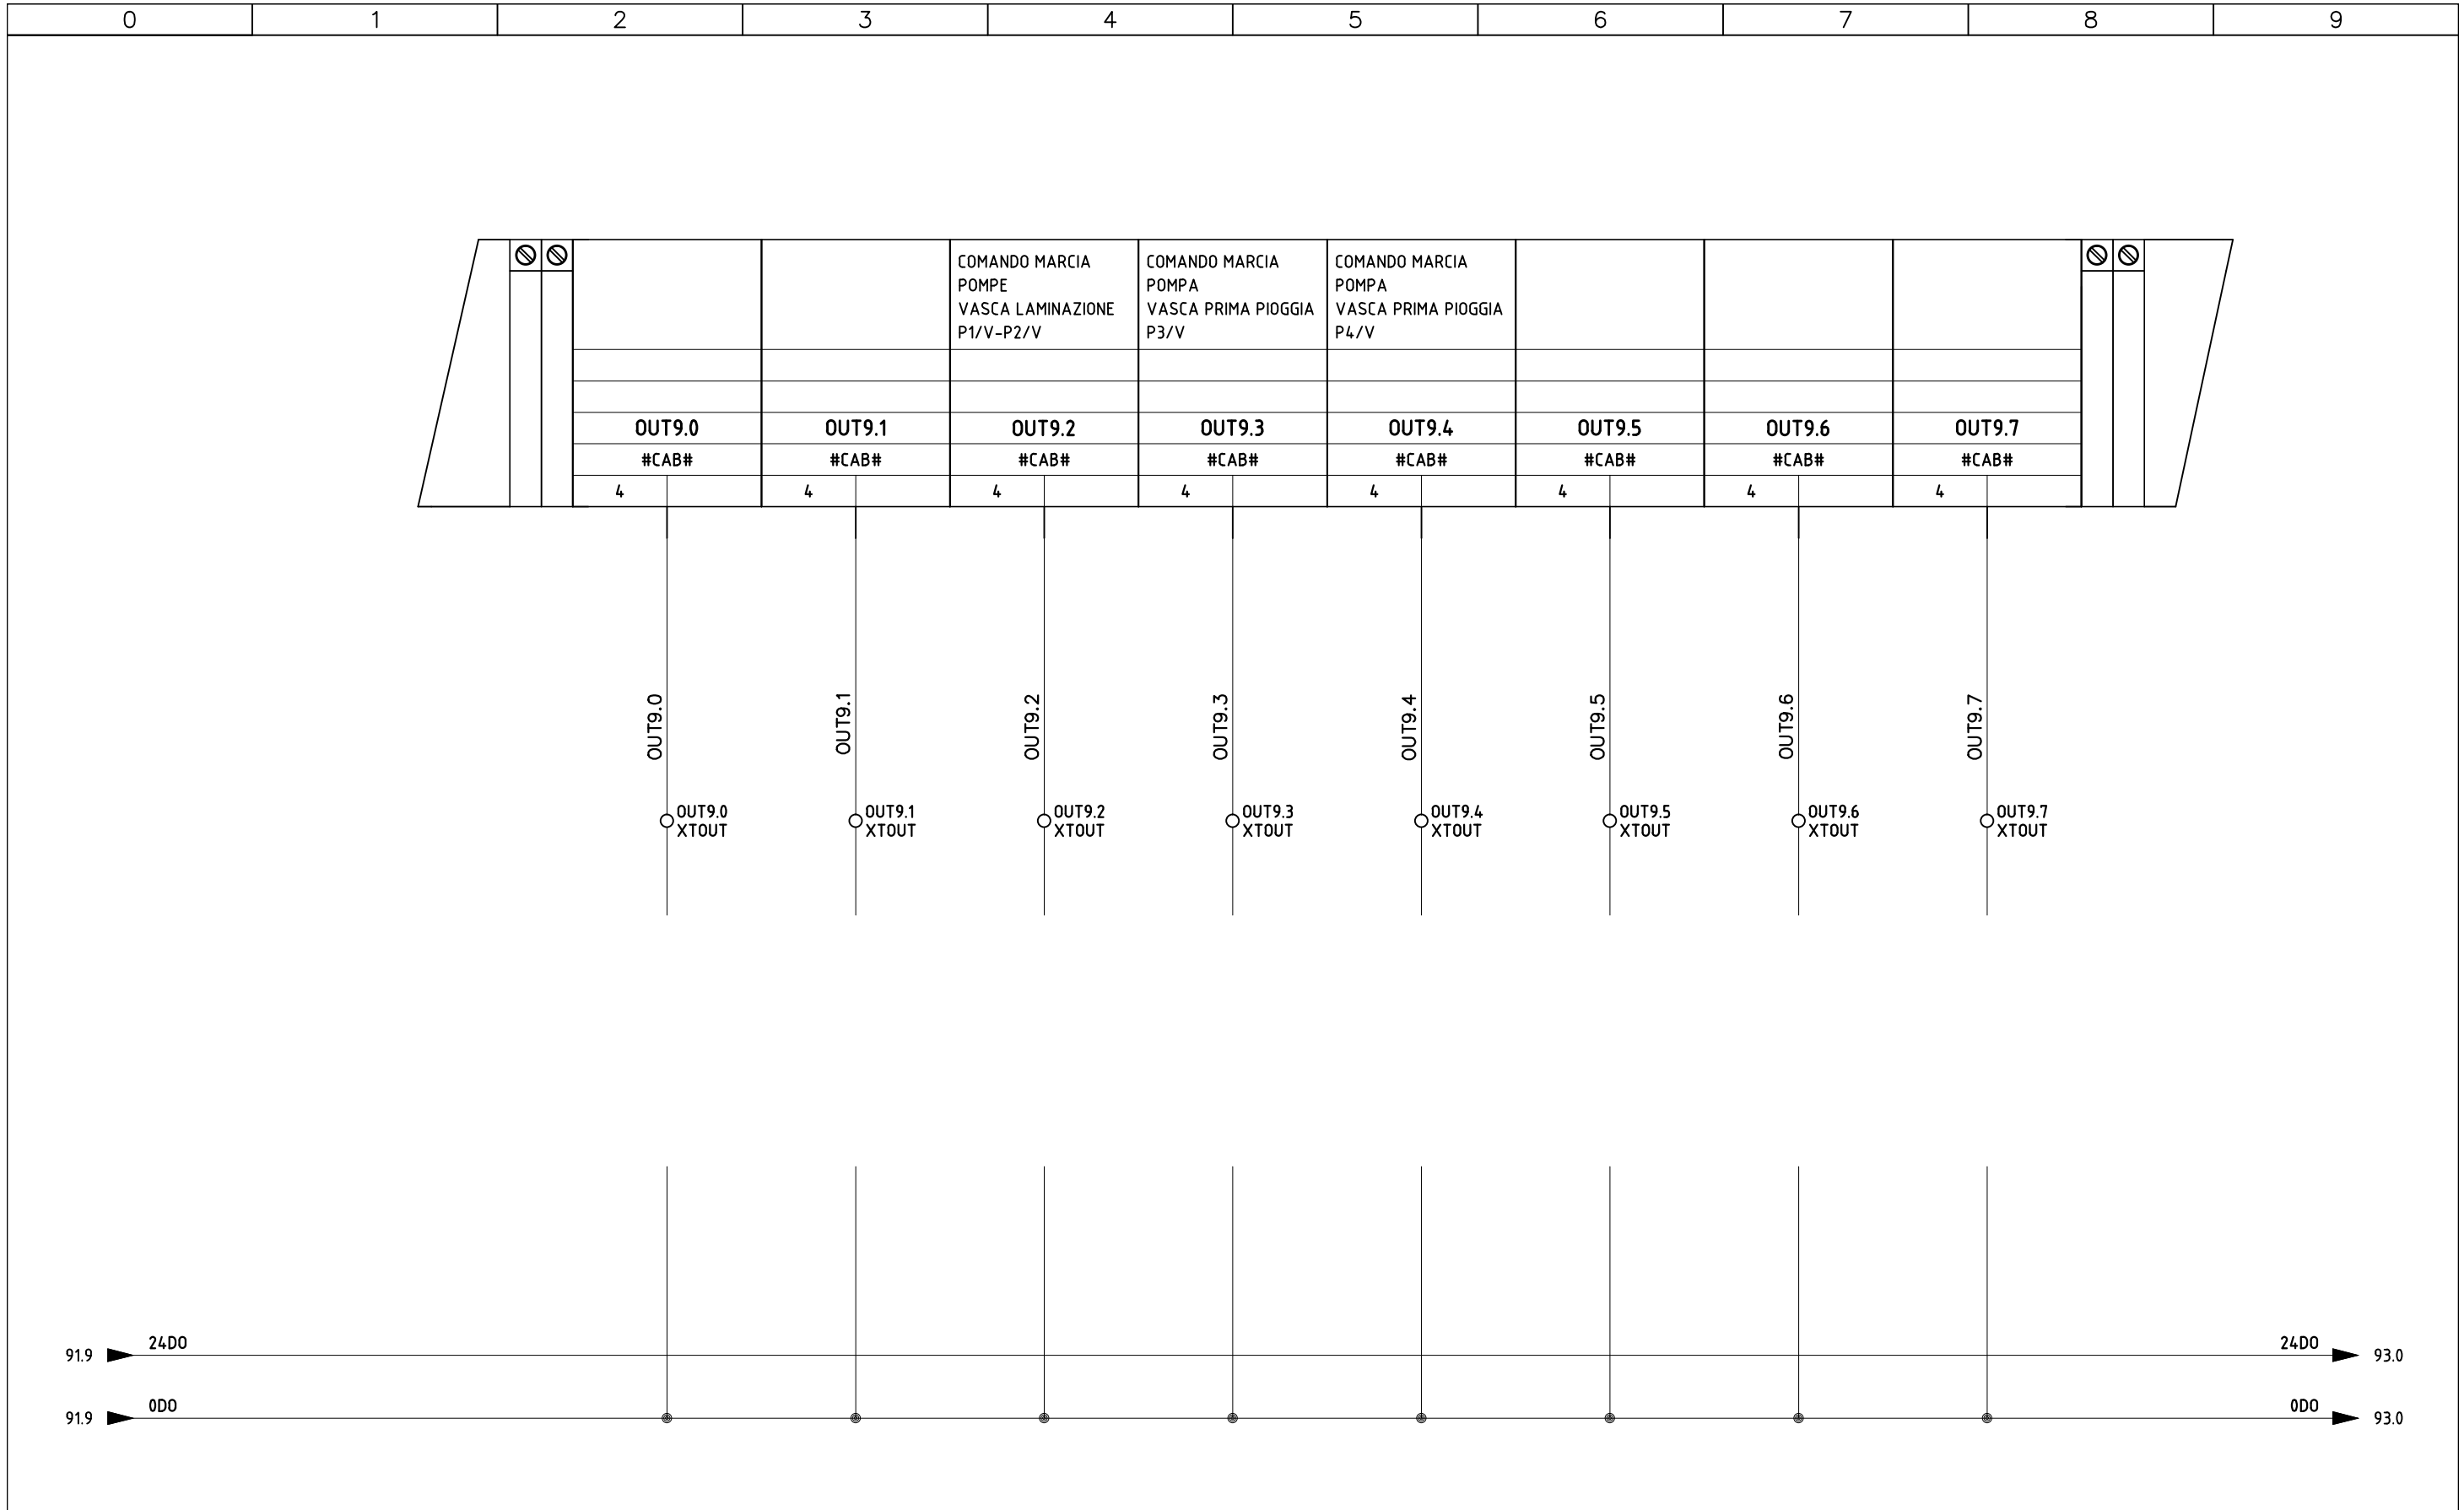 0 1 2 3 4 5 6 7 8 9
COMANDO MARCIA
POMPE
VASCA LAMINAZIONE
P1/V-P2/V
COMANDO MARCIA
POMPA
VASCA PRIMA PIOGGIA
P3/V
COMANDO MARCIA
POMPA
VASCA PRIMA PIOGGIA
P4/V
OUT9.0 OUT9.1 OUT9.2 OUT9.3 OUT9.4 OUT9.5 OUT9.6 OUT9.7
#CAB# #CAB# #CAB# #CAB# #CAB# #CAB# #CAB# #CAB#
4 4 4 4 4 4 4 4
OUT9.0
OUT9.1
OUT9.2
OUT9.3
OUT9.4
OUT9.5
OUT9.6
OUT9.7
OUT9.0
XTOUT
OUT9.1
XTOUT
OUT9.2
XTOUT
OUT9.3
XTOUT
OUT9.4
XTOUT
OUT9.5
XTOUT
OUT9.6
XTOUT
OUT9.7
XTOUT
24DO 24DO
91.9 93.0
0DO 0DO
91.9 93.0